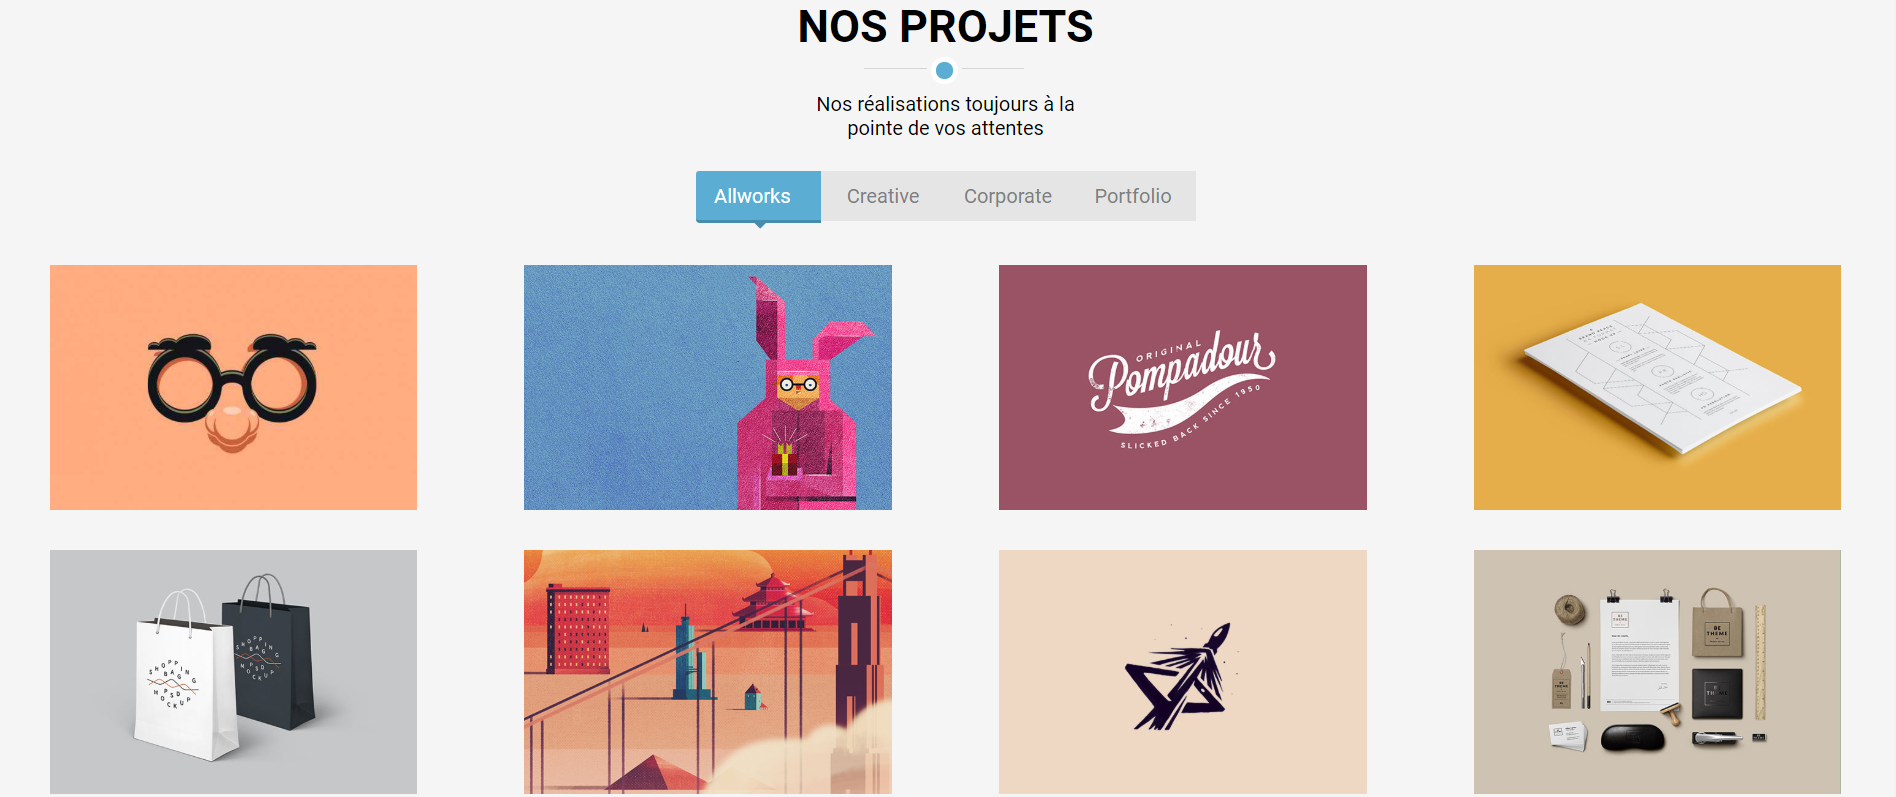 NOS PROJETS
Nos réalisations toujours à la
pointe de vos attentes
Allworks
Creative
Corporate
Portfolio
ORIGINAL
Pompadour
SLICKED BACK SINCE 1950
SHOPPING
BAG
PSD
MOCKUP
SHOPPING
BAG
PSD
MOCKUP
BE
THEME
BE
THEME